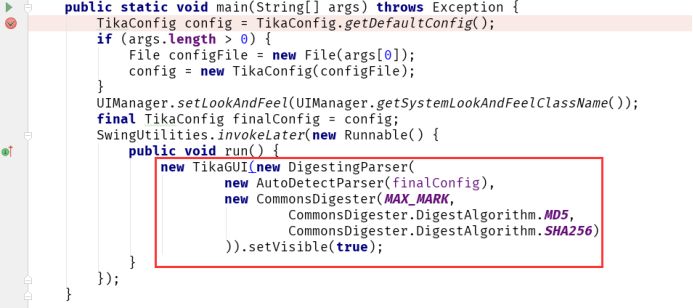 public static void main(String[] args) throws Exception {
TikaConfig config = TikaConfig.getDefaultConfig();
if (args.length > 0) {
File configFile = new File(args[0]);
config = new TikaConfig(configFile);
}
UIManager.setLookAndFeel(UIManager.getSystemLookAndFeelClassName());
final TikaConfig finalConfig = config;
SwingUtilities.invokeLater(new Runnable() {
public void run() {
new TikaGUI(new DigestingParser(
new AutoDetectParser(finalConfig),
new CommonsDigester(MAX_MARK,
CommonsDigester.DigestAlgorithm.MD5,
CommonsDigester.DigestAlgorithm.SHA256)
)).setVisible(true);
}
});
}